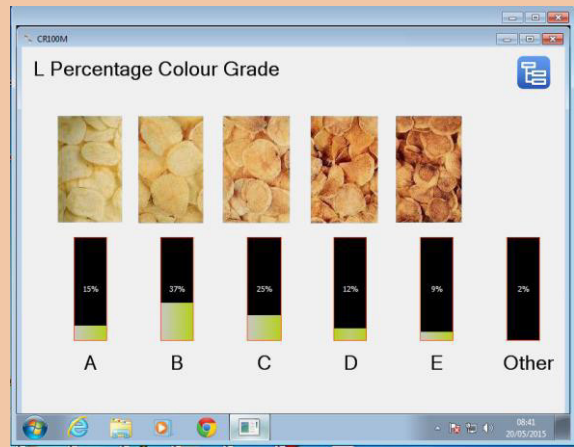 CR100M
L Percentage Colour Grade
15%
37%
25%
12%
9%
2%
A
B
C
D
E
Other
08:41
20/05/2015